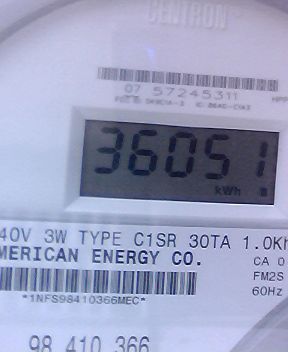 CENTRON®
07 57245311
36051
kWh
40V 3W TYPE C1SR 30TA 1.0Kh
MERICAN ENERGY CO.
CA 0
FM2S
60Hz
*1NFS98410366MEC*
98 410 366